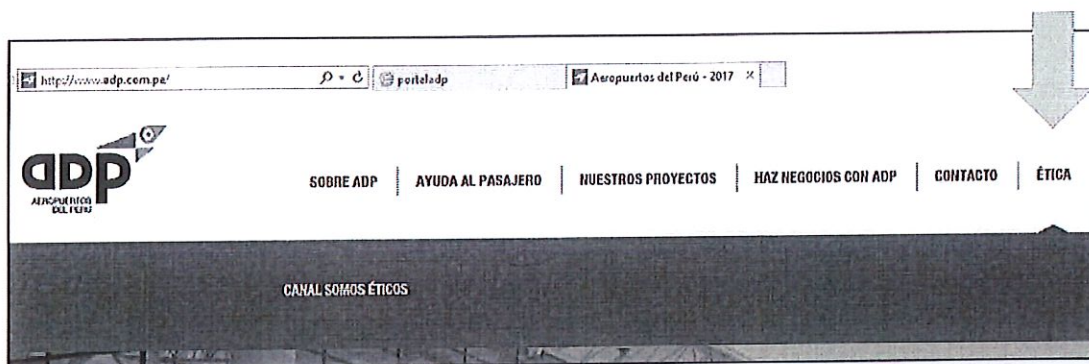 http://www.adp.com.pe/ portaladp Aeropuertos del Perú - 2017
adp
AEROPUERTOS
DEL PERÚ
SOBRE ADP AYUDA AL PASAJERO NUESTROS PROYECTOS HAZ NEGOCIOS CON ADP CONTACTO ÉTICA
CANAL SOMOS ÉTICOS